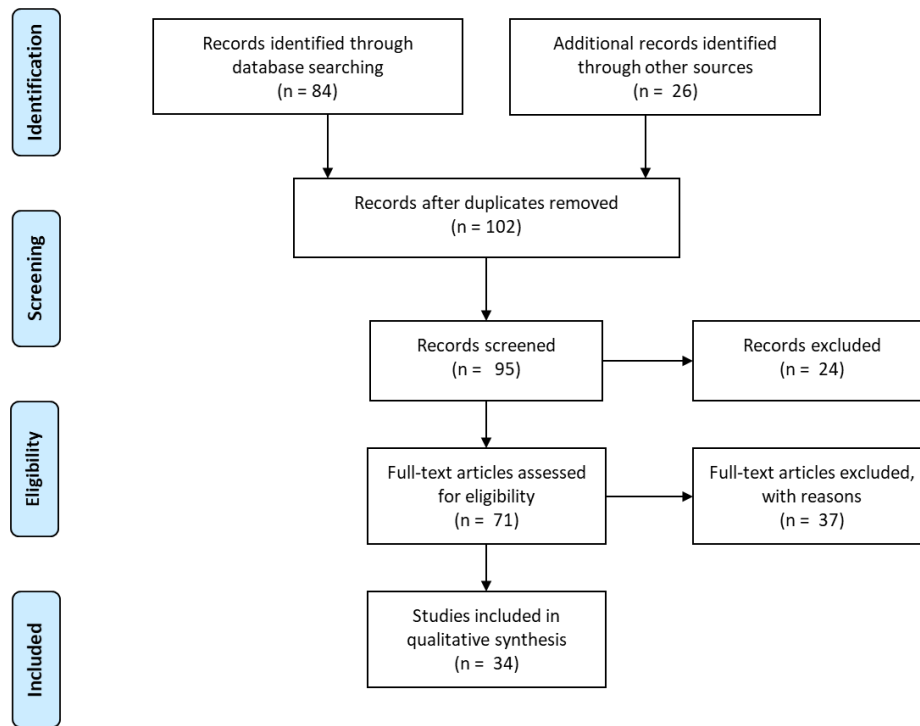 Identification
Records identified through
database searching
(n = 84)
Additional records identified
through other sources
(n = 26)
Records after duplicates removed
(n = 102)
Screening
Records screened
(n = 95)
Records excluded
(n = 24)
Eligibility
Full-text articles assessed
for eligibility
(n = 71)
Full-text articles excluded,
with reasons
(n = 37)
Included
Studies included in
qualitative synthesis
(n = 34)